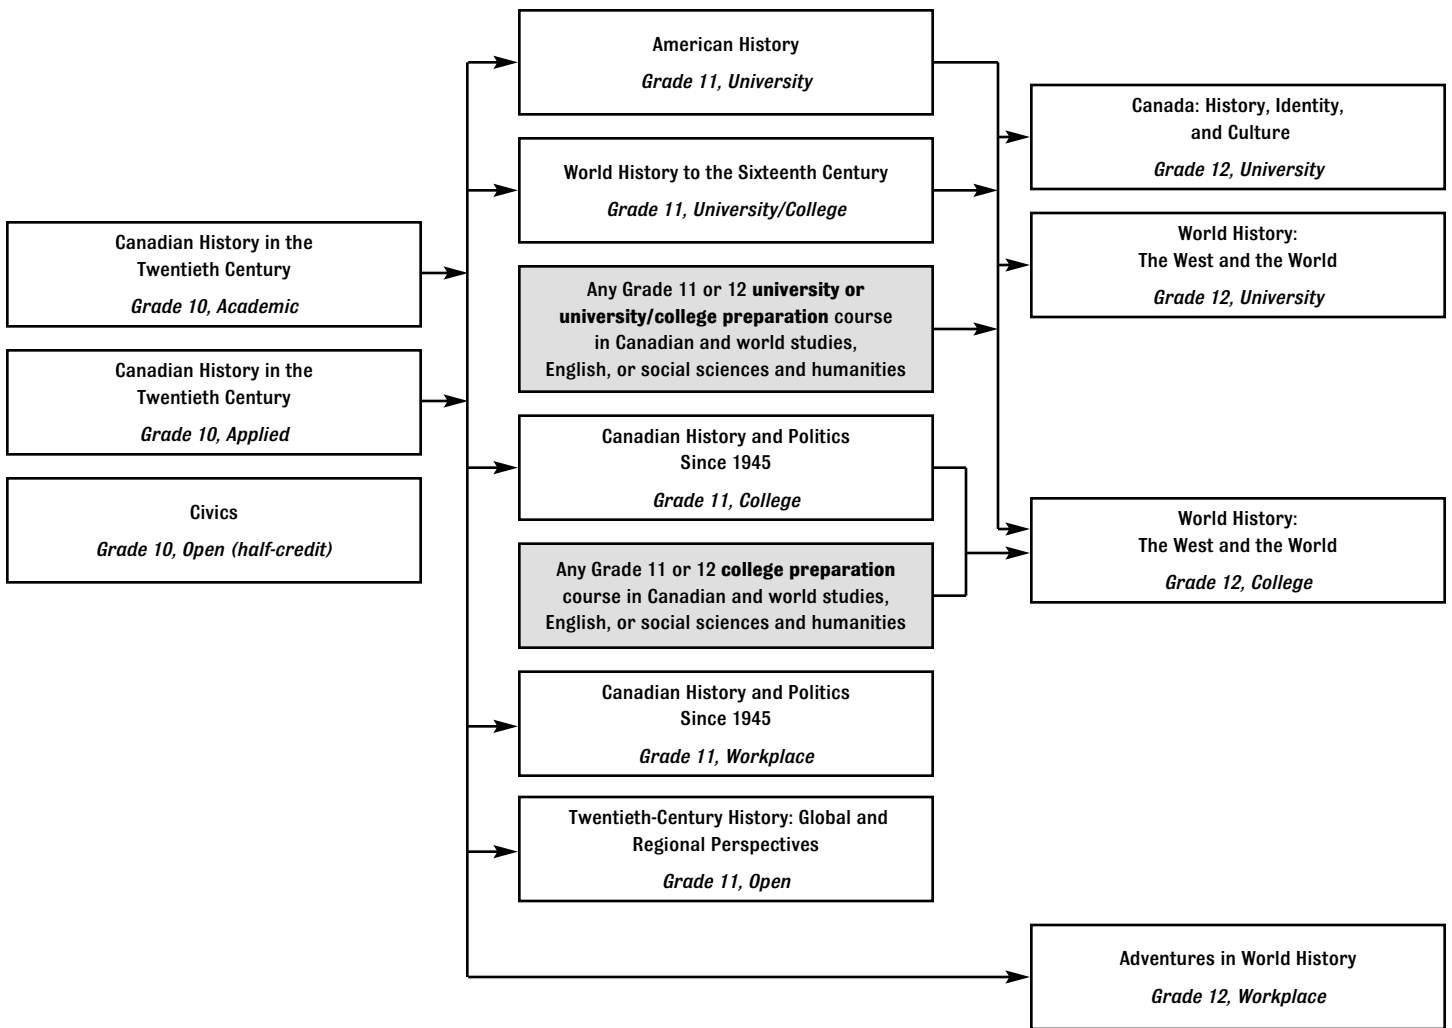 Canadian History in the
Twentieth Century
Grade 10, Academic
Canadian History in the
Twentieth Century
Grade 10, Applied
Civics
Grade 10, Open (half-credit)
American History
Grade 11, University
World History to the Sixteenth Century
Grade 11, University/College
Any Grade 11 or 12 university or
university/college preparation course
in Canadian and world studies,
English, or social sciences and humanities
Canadian History and Politics
Since 1945
Grade 11, College
Any Grade 11 or 12 college preparation
course in Canadian and world studies,
English, or social sciences and humanities
Canadian History and Politics
Since 1945
Grade 11, Workplace
Twentieth-Century History: Global and
Regional Perspectives
Grade 11, Open
Canada: History, Identity,
and Culture
Grade 12, University
World History:
The West and the World
Grade 12, University
World History:
The West and the World
Grade 12, College
Adventures in World History
Grade 12, Workplace